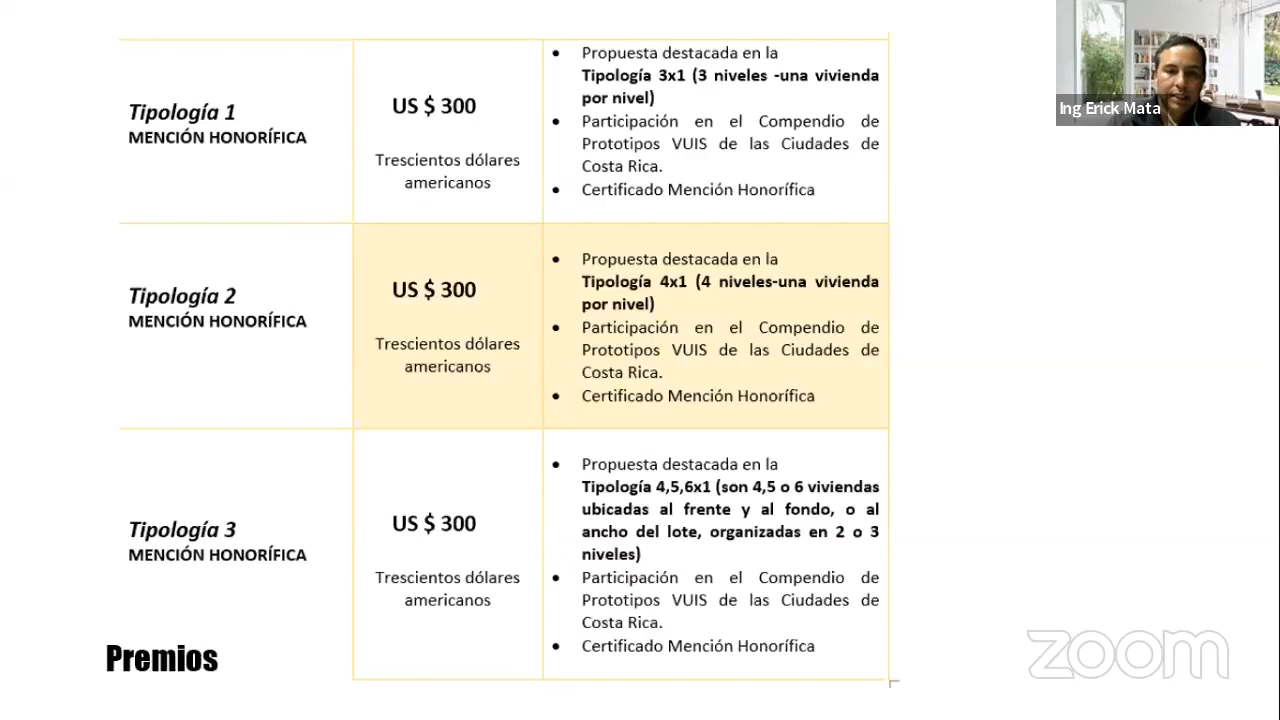 Tipología 1
MENCIÓN HONORÍFICA
US $ 300
Trescientos dólares
americanos
• Propuesta destacada en la
Tipología 3x1 (3 niveles -una vivienda
por nivel)
• Participación en el Compendio de
Prototipos VUIS de las Ciudades de
Costa Rica.
• Certificado Mención Honorífica
Tipología 2
MENCIÓN HONORÍFICA
US $ 300
Trescientos dólares
americanos
• Propuesta destacada en la
Tipología 4x1 (4 niveles-una vivienda
por nivel)
• Participación en el Compendio de
Prototipos VUIS de las Ciudades de
Costa Rica.
• Certificado Mención Honorífica
Tipología 3
MENCIÓN HONORÍFICA
US $ 300
Trescientos dólares
americanos
• Propuesta destacada en la
Tipología 4,5,6x1 (son 4,5 o 6 viviendas
ubicadas al frente y al fondo, o al
ancho del lote, organizadas en 2 o 3
niveles)
• Participación en el Compendio de
Prototipos VUIS de las Ciudades de
Costa Rica.
• Certificado Mención Honorífica
Premios
Ing Erick Mata
zoom